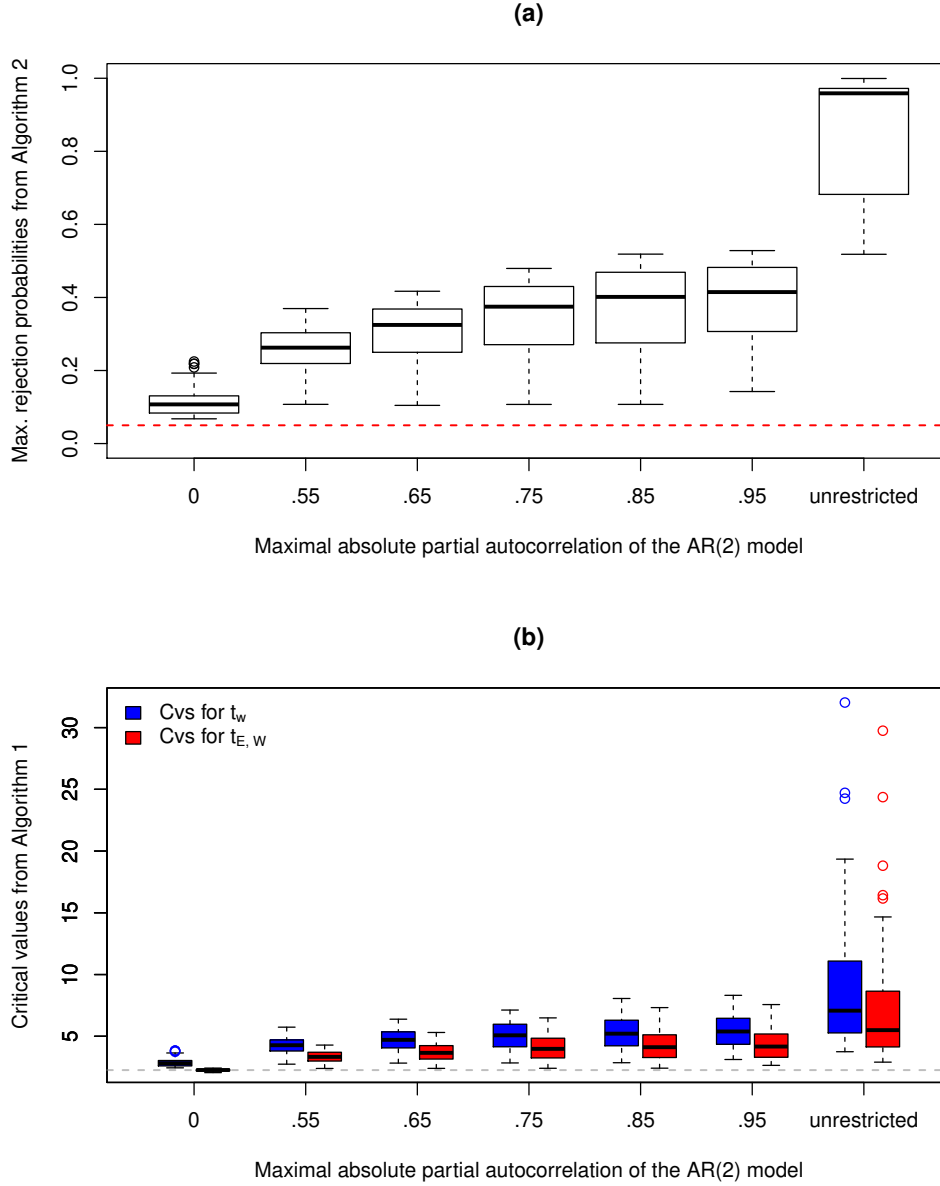 (a)
Max. rejection probabilities from Algorithm 2
1.0
0.8
0.6
0.4
0.2
0.0
0 .55 .65 .75 .85 .95 unrestricted
Maximal absolute partial autocorrelation of the AR(2) model
(b)
Critical values from Algorithm 1
Cvs for tw
Cvs for tE, W
30
25
20
15
10
5
0 .55 .65 .75 .85 .95 unrestricted
Maximal absolute partial autocorrelation of the AR(2) model